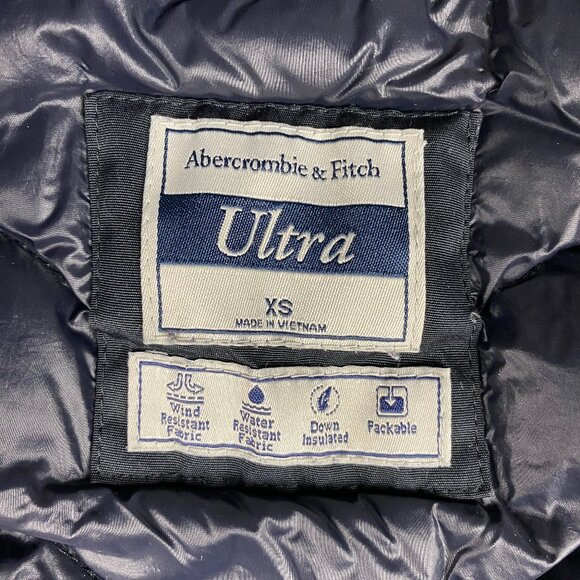 Abercrombie & Fitch
Ultra
XS
MADE IN VIETNAM
Wind Resistant Fabric
Water Resistant Fabric
Down Insulated
Packable